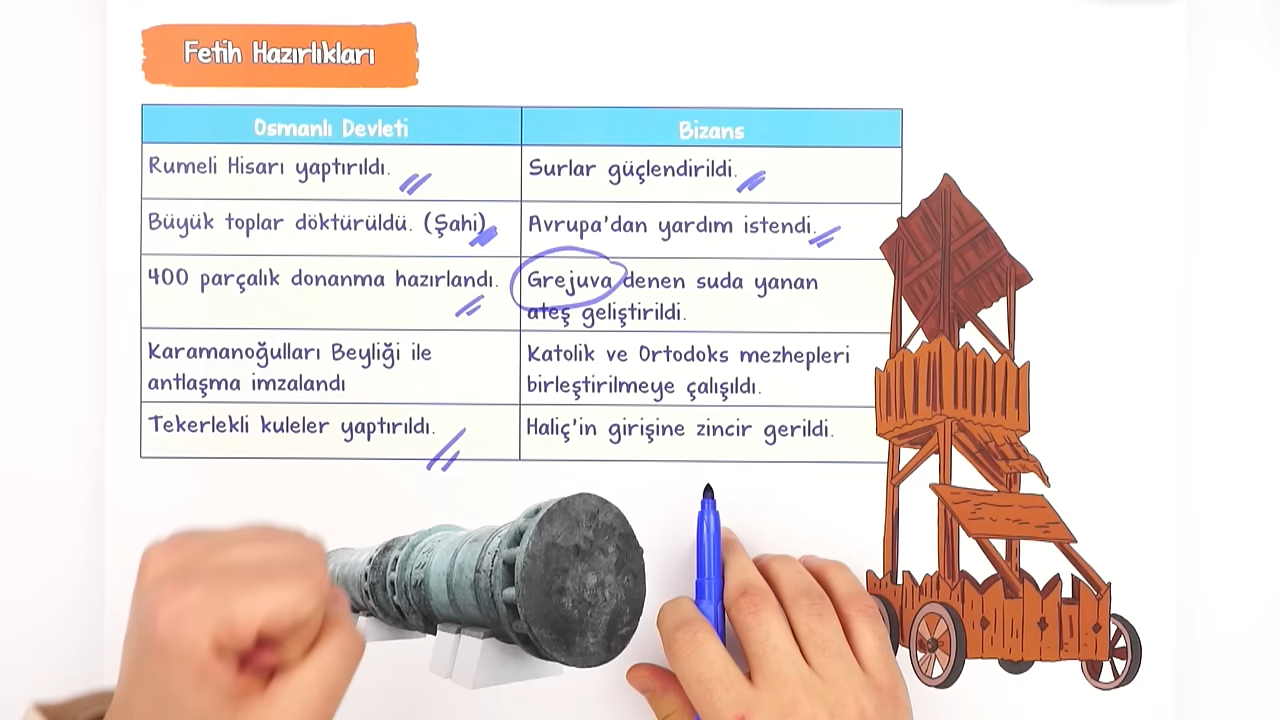 Fetih Hazırlıkları
Osmanlı Devleti
Bizans
Rumeli Hisarı yaptırıldı.
Surlar güçlendirildi.
Büyük toplar döktürüldü. (Şahi)
Avrupa'dan yardım istendi.
400 parçalık donanma hazırlandı.
Grejuva denen suda yanan
ateş geliştirildi.
Karamanoğulları Beyliği ile
antlaşma imzalandı
Katolik ve Ortodoks mezhepleri
birleştirilmeye çalışıldı.
Tekerlekli kuleler yaptırıldı.
Haliç'in girişine zincir gerildi.